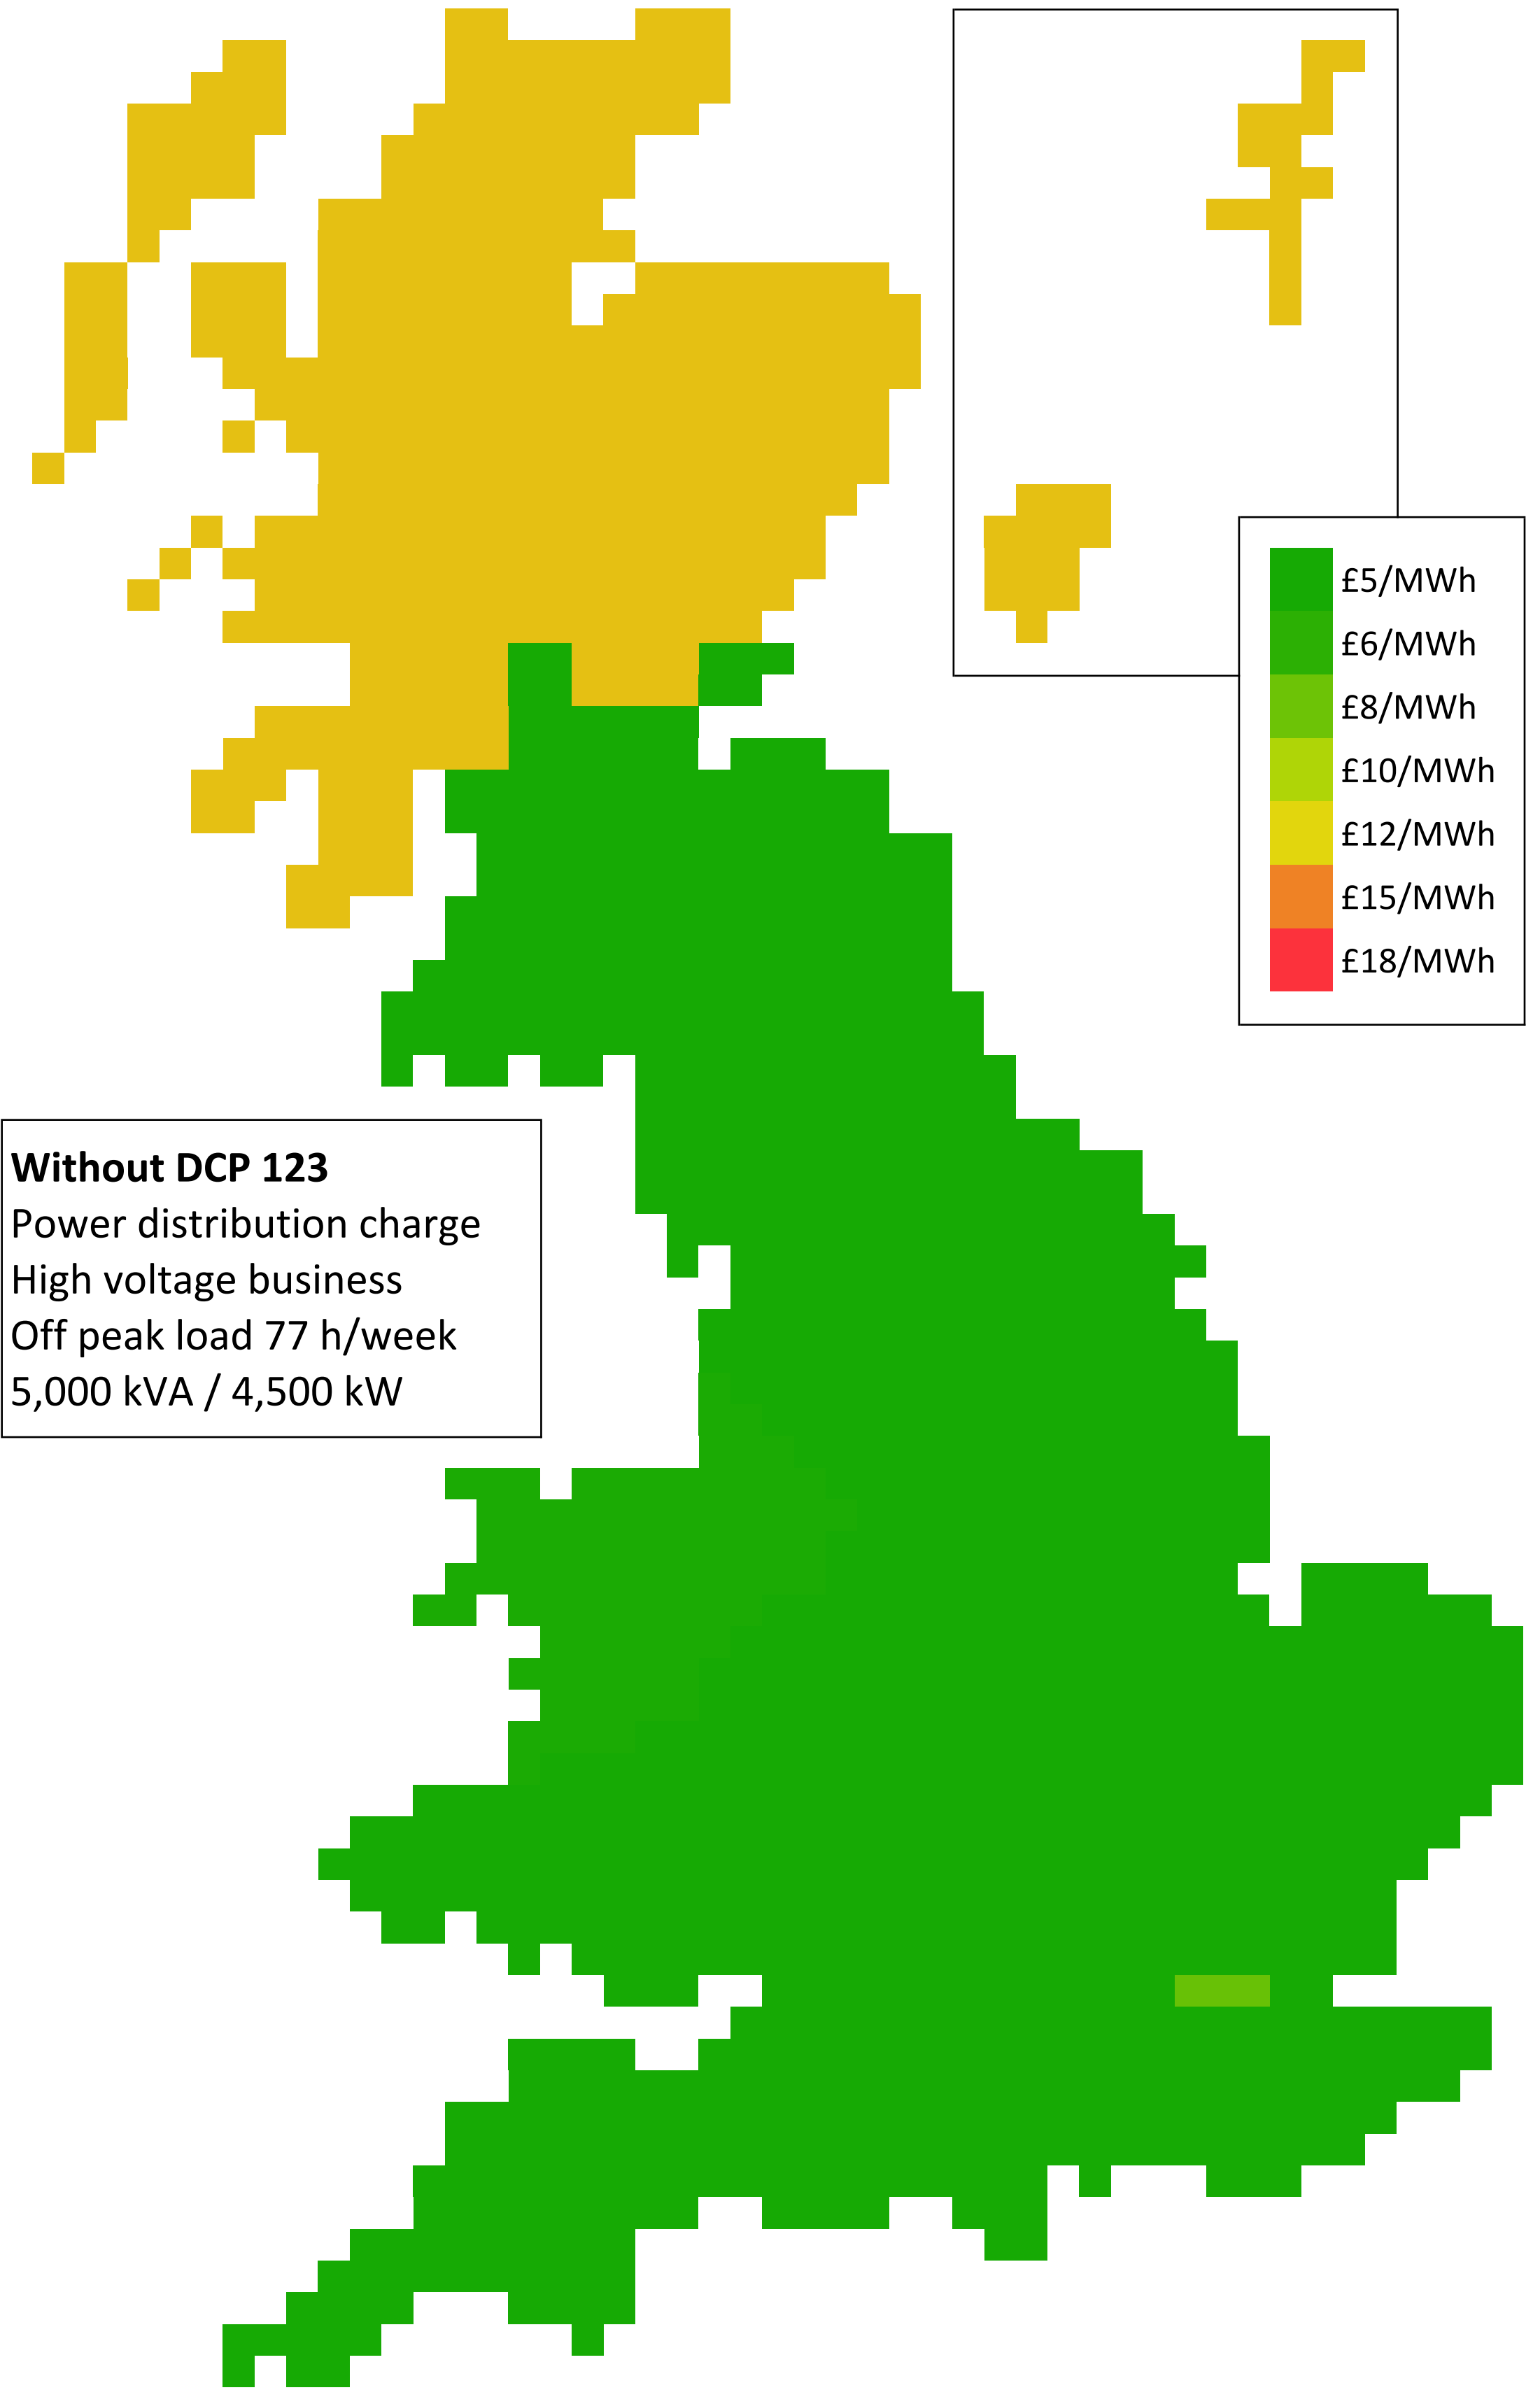 £5/MWh
£6/MWh
£8/MWh
£10/MWh
£12/MWh
£15/MWh
£18/MWh
Without DCP 123
Power distribution charge
High voltage business
Off peak load 77 h/week
5,000 kVA / 4,500 kW